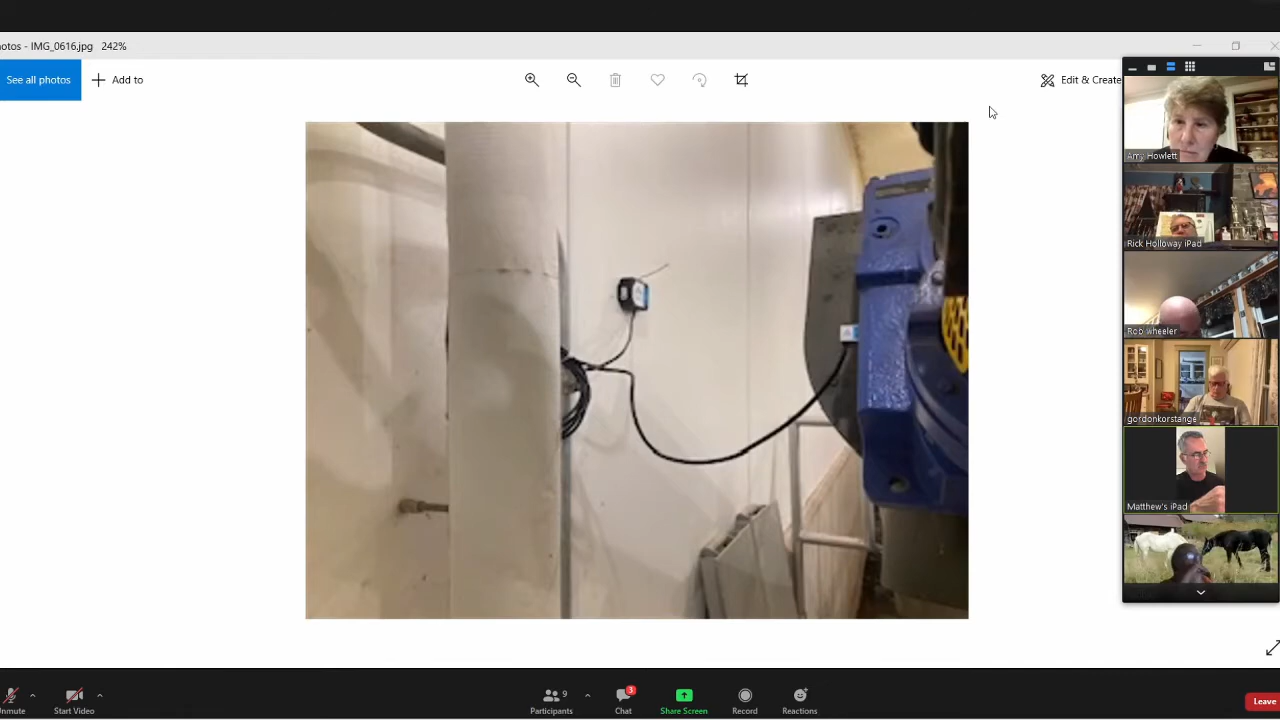 otos - IMG_0616.jpg 242%
See all photos
Add to
Edit & Create
Amy Howlett
Rick Holloway iPad
Rob wheeler
gordonkorstange
Matthew's iPad
Unmute
Start Video
Participants
9
Chat
3
Share Screen
Record
Reactions
Leave